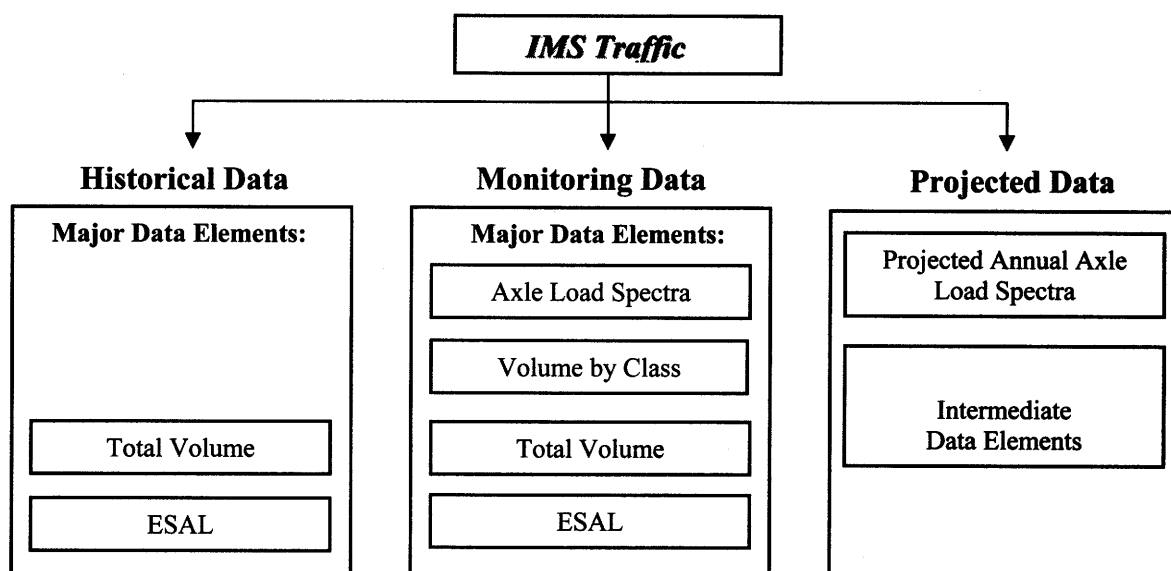 IMS Traffic
Historical Data
Major Data Elements:
Total Volume
ESAL
Monitoring Data
Major Data Elements:
Axle Load Spectra
Volume by Class
Total Volume
ESAL
Projected Data
Projected Annual Axle
Load Spectra
Intermediate
Data Elements